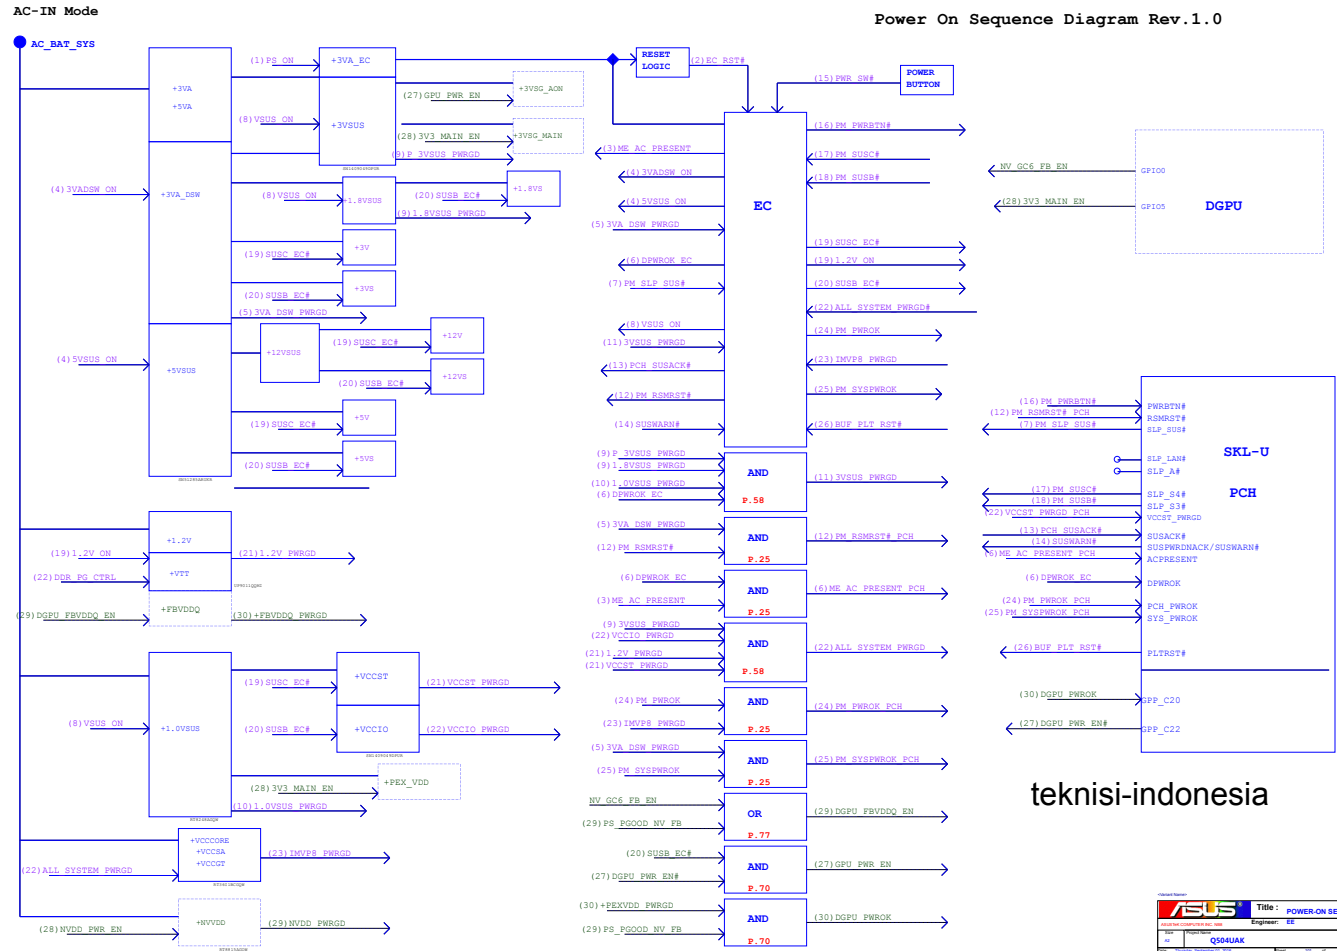 AC-IN Mode
Power On Sequence Diagram Rev.1.0
AC_BAT_SYS
+3VA
+5VA
(1)PS_ON
+3VA_EC
RESET
LOGIC
(2)EC_RST#
(15)PWR_SW#
POWER
BUTTON
(27)GPU_PWR_EN
+3VSG_AON
(8)VSUS_ON
+3VSUS
(28)3V3_MAIN_EN
+3VSG_MAIN
(9)P_3VSUS_PWRGD
(4)3VADSW_ON
+3VA_DSW
(8)VSUS_ON
+1.8VSUS
(20)SUSB_EC#
+1.8VS
(9)1.8VSUS_PWRGD
(19)SUSC_EC#
+3V
(20)SUSB_EC#
+3VS
(5)3VA_DSW_PWRGD
(4)5VSUS_ON
+5VSUS
+12VSUS
(19)SUSC_EC#
+12V
(20)SUSB_EC#
+12VS
(19)SUSC_EC#
+5V
(20)SUSB_EC#
+5VS
(19)1.2V_ON
+1.2V
(21)1.2V_PWRGD
(22)DDR_PG_CTRL
+VTT
(29)DGPU_FBVDDQ_EN
+FBVDDQ
(30)+FBVDDQ_PWRGD
(8)VSUS_ON
+1.0VSUS
(19)SUSC_EC#
+VCCST
(21)VCCST_PWRGD
(20)SUSB_EC#
+VCCIO
(22)VCCIO_PWRGD
(28)3V3_MAIN_EN
+PEX_VDD
(10)1.0VSUS_PWRGD
+VCCCORE
+VCCSA
+VCCGT
(22)ALL_SYSTEM_PWRGD
(23)IMVP8_PWRGD
(28)NVDD_PWR_EN
+NVVDD
(29)NVDD_PWRGD
EC
(3)ME_AC_PRESENT
(4)3VADSW_ON
(4)5VSUS_ON
(5)3VA_DSW_PWRGD
(6)DPWROK_EC
(7)PM_SLP_SUS#
(8)VSUS_ON
(11)3VSUS_PWRGD
(13)PCH_SUSACK#
(12)PM_RSMRST#
(14)SUSWARN#
(16)PM_PWRBTN#
(17)PM_SUSC#
(18)PM_SUSB#
(19)SUSC_EC#
(19)1.2V_ON
(20)SUSB_EC#
(22)ALL_SYSTEM_PWRGD#
(24)PM_PWROK
(23)IMVP8_PWRGD
(25)PM_SYSPWROK
(26)BUF_PLT_RST#
(9)P_3VSUS_PWRGD
(9)1.8VSUS_PWRGD
(10)1.0VSUS_PWRGD
(6)DPWROK_EC
AND
P.58
(11)3VSUS_PWRGD
(5)3VA_DSW_PWRGD
(12)PM_RSMRST#
AND
P.25
(12)PM_RSMRST#_PCH
(6)DPWROK_EC
(3)ME_AC_PRESENT
AND
P.25
(6)ME_AC_PRESENT_PCH
(9)3VSUS_PWRGD
(22)VCCIO_PWRGD
(21)1.2V_PWRGD
(21)VCCST_PWRGD
AND
P.58
(22)ALL_SYSTEM_PWRGD
(24)PM_PWROK
(23)IMVP8_PWRGD
AND
P.25
(24)PM_PWROK_PCH
(5)3VA_DSW_PWRGD
(25)PM_SYSPWROK
AND
P.25
(25)PM_SYSPWROK_PCH
NV_GC6_FB_EN
(29)PS_PGOOD_NV_FB
OR
P.77
(29)DGPU_FBVDDQ_EN
(20)SUSB_EC#
(27)DGPU_PWR_EN#
AND
P.70
(27)GPU_PWR_EN
(30)+PEXVDD_PWRGD
(29)PS_PGOOD_NV_FB
AND
P.70
(30)DGPU_PWROK
NV_GC6_FB_EN
GPIO0
(28)3V3_MAIN_EN
GPIO5
DGPU
(16)PM_PWRBTN#
PWRBTN#
(12)PM_RSMRST#_PCH
RSMRST#
(7)PM_SLP_SUS#
SLP_SUS#
SKL-U
PCH
SLP_LAN#
SLP_A#
(17)PM_SUSC#
SLP_S4#
(18)PM_SUSB#
SLP_S3#
(22)VCCST_PWRGD_PCH
VCCST_PWRGD
(13)PCH_SUSACK#
SUSACK#
(14)SUSWARN#
SUSPWRDNACK/SUSWARN#
(6)ME_AC_PRESENT_PCH
ACPRESENT
(6)DPWROK_EC
DPWROK
(24)PM_PWROK_PCH
PCH_PWROK
(25)PM_SYSPWROK_PCH
SYS_PWROK
(26)BUF_PLT_RST#
PLTRST#
(30)DGPU_PWROK
GPP_C20
(27)DGPU_PWR_EN#
GPP_C22
teknisi-indonesia
<Variant Name>
ASUS
Title : POWER-ON SE
Engineer: EE
Size
Project Name
A2
Q504UAK